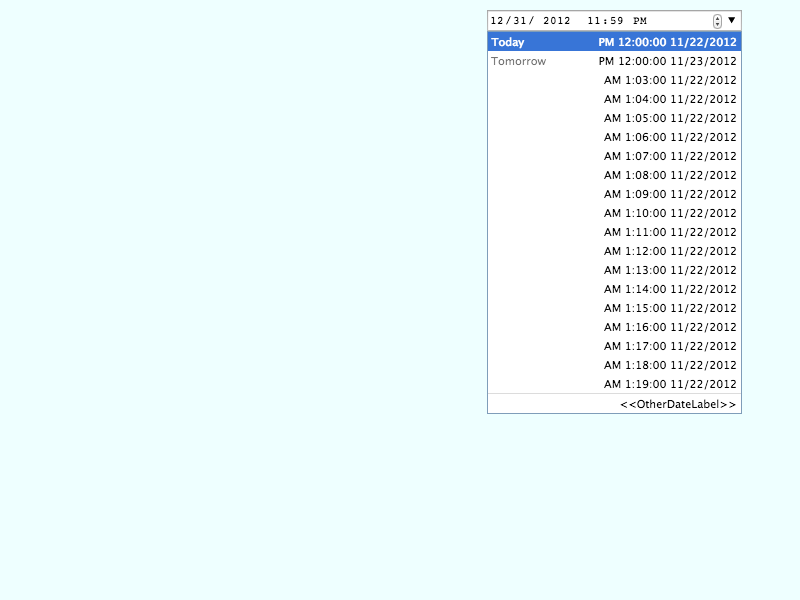 12/31/ 2012 11:59 PM
Today PM 12:00:00 11/22/2012
Tomorrow PM 12:00:00 11/23/2012
AM 1:03:00 11/22/2012
AM 1:04:00 11/22/2012
AM 1:05:00 11/22/2012
AM 1:06:00 11/22/2012
AM 1:07:00 11/22/2012
AM 1:08:00 11/22/2012
AM 1:09:00 11/22/2012
AM 1:10:00 11/22/2012
AM 1:11:00 11/22/2012
AM 1:12:00 11/22/2012
AM 1:13:00 11/22/2012
AM 1:14:00 11/22/2012
AM 1:15:00 11/22/2012
AM 1:16:00 11/22/2012
AM 1:17:00 11/22/2012
AM 1:18:00 11/22/2012
AM 1:19:00 11/22/2012
<<OtherDateLabel>>